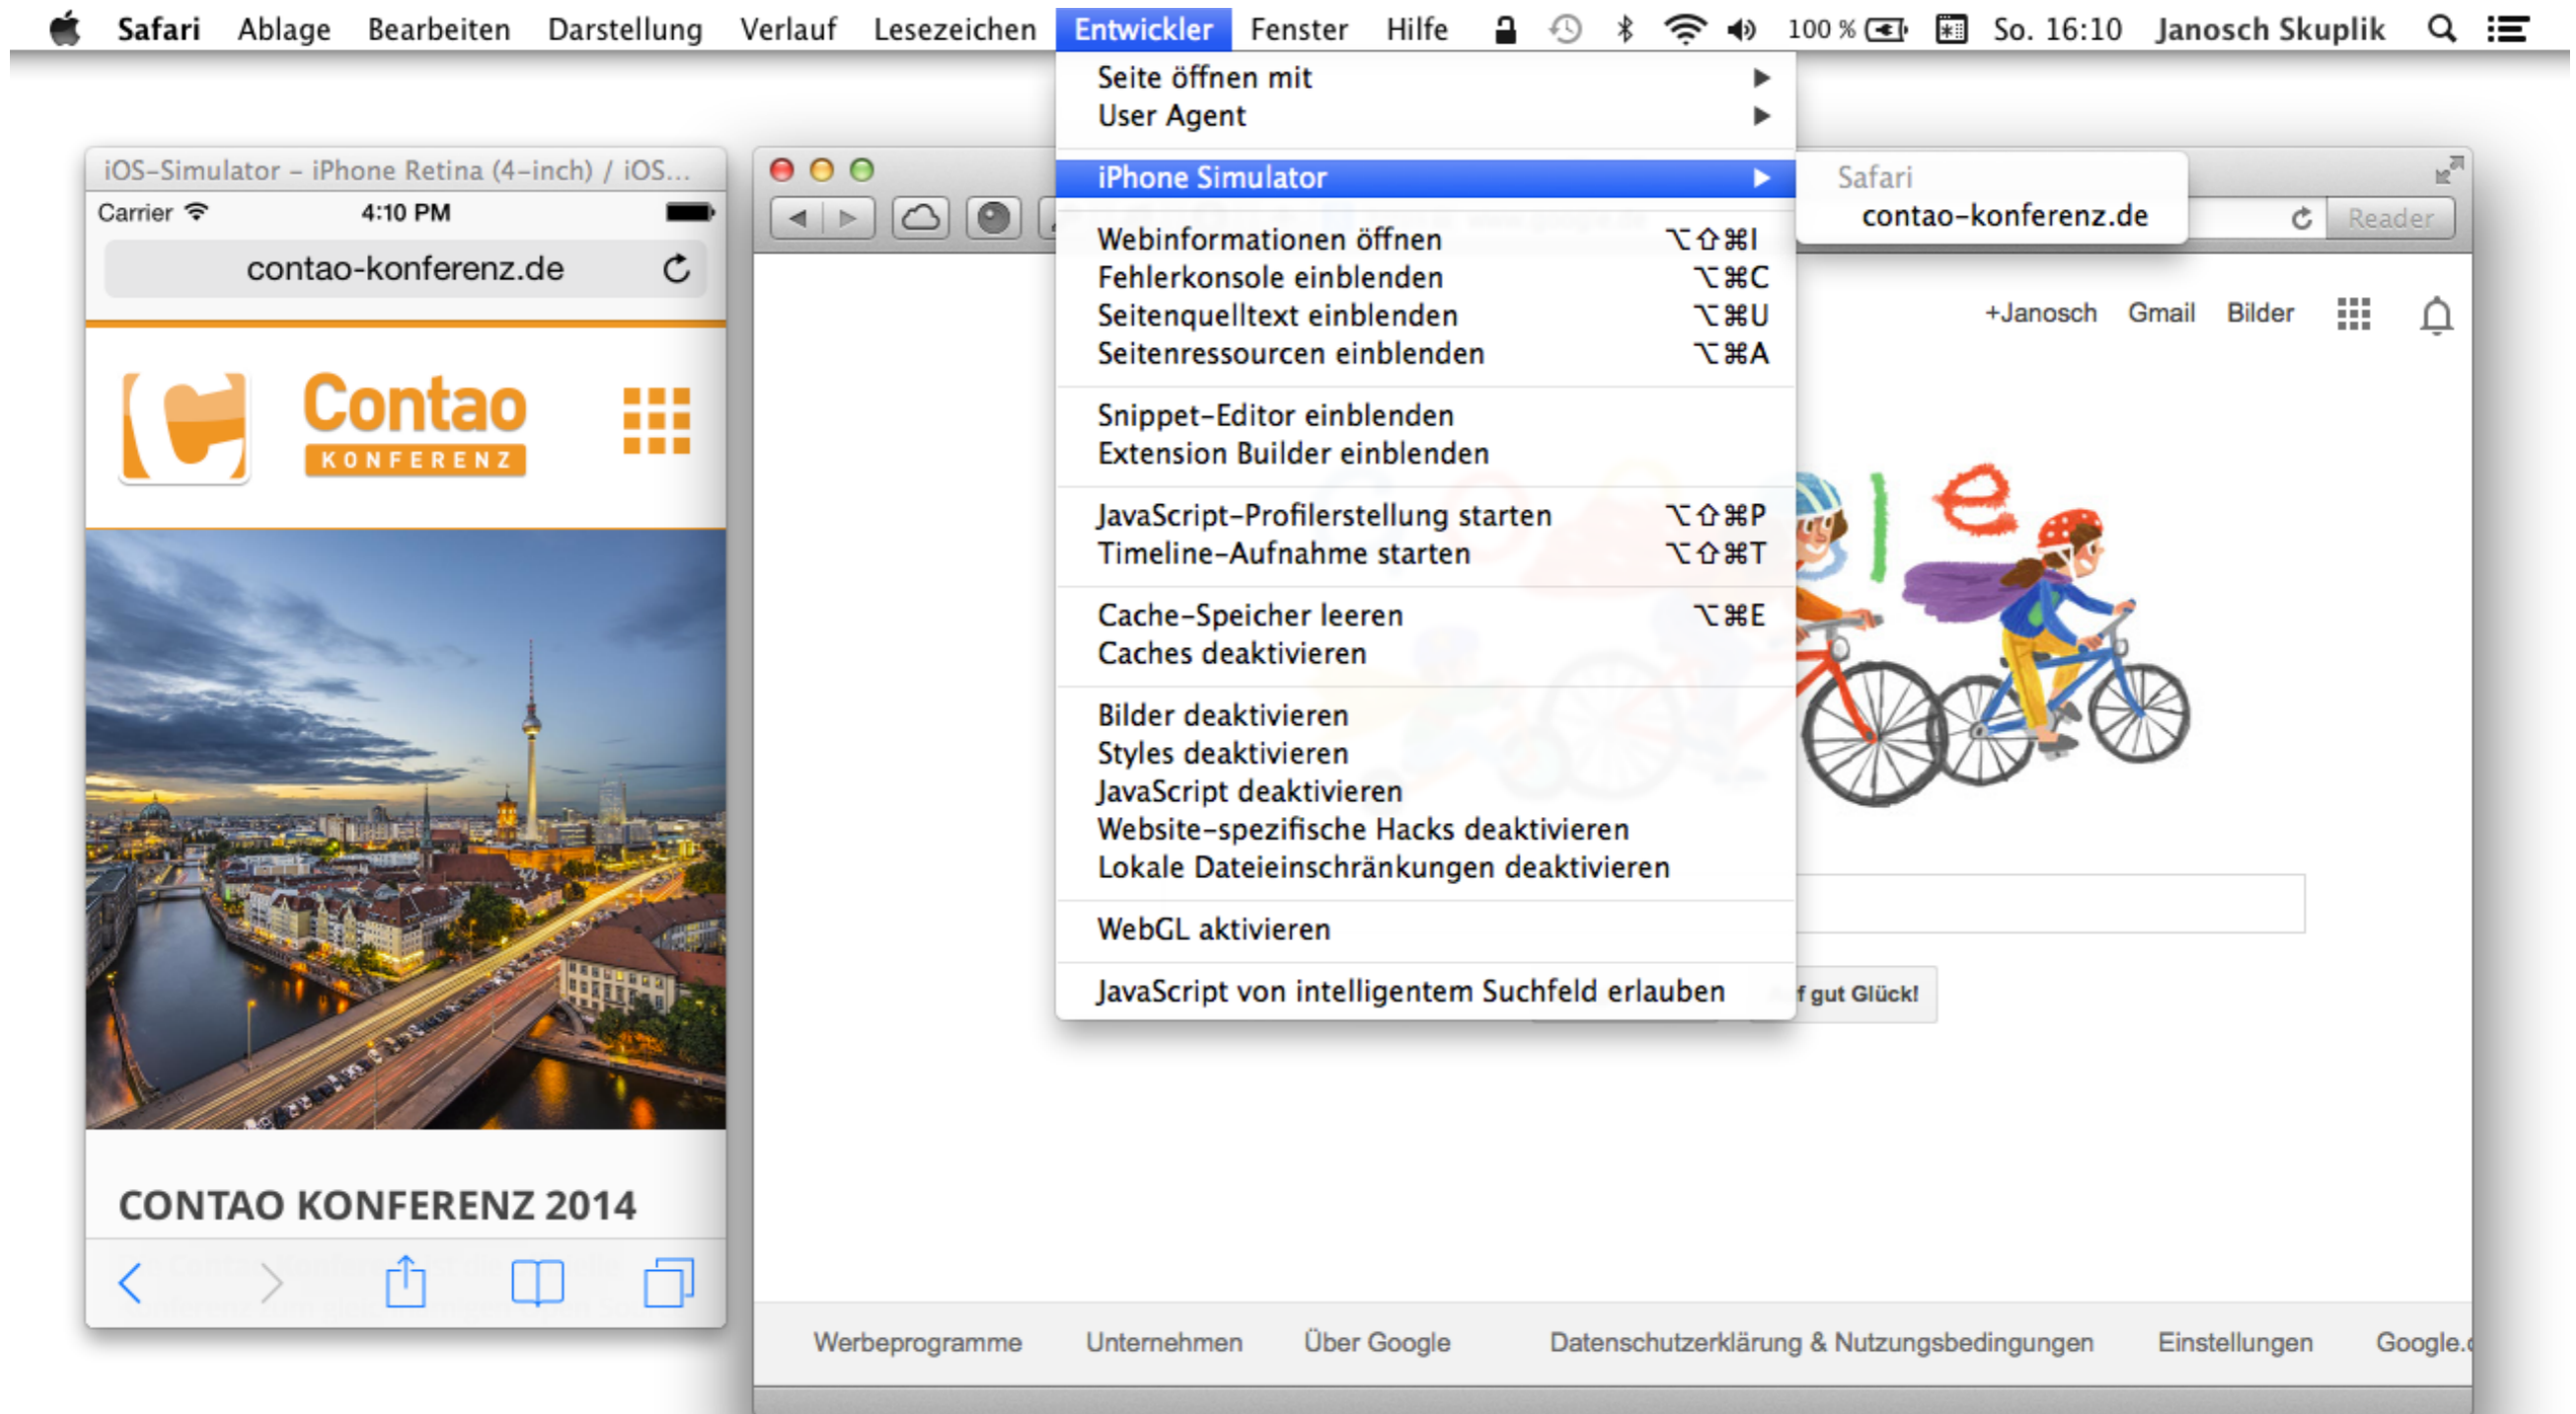 Safari Ablage Bearbeiten Darstellung Verlauf Lesezeichen Entwickler Fenster Hilfe 100 % So. 16:10 Janosch Skuplik
iOS-Simulator – iPhone Retina (4-inch) / iOS...
Carrier 4:10 PM
contao-konferenz.de
Contao
KONFERENZ
CONTAO KONFERENZ 2014
Seite öffnen mit ▶
User Agent ▶
iPhone Simulator ▶
Webinformationen öffnen ⌥⇧⌘I
Fehlerkonsole einblenden ⌥⌘C
Seitenquelltext einblenden ⌥⌘U
Seitenressourcen einblenden ⌥⌘A
Snippet-Editor einblenden
Extension Builder einblenden
JavaScript-Profilerstellung starten ⌥⇧⌘P
Timeline-Aufnahme starten ⌥⇧⌘T
Cache-Speicher leeren ⌥⌘E
Caches deaktivieren
Bilder deaktivieren
Styles deaktivieren
JavaScript deaktivieren
Website-spezifische Hacks deaktivieren
Lokale Dateieinschränkungen deaktivieren
WebGL aktivieren
JavaScript von intelligentem Suchfeld erlauben
Safari
contao-konferenz.de
Reader
+Janosch Gmail Bilder
le
gut Glück!
Werbeprogramme Unternehmen Über Google Datenschutzerklärung & Nutzungsbedingungen Einstellungen Google.